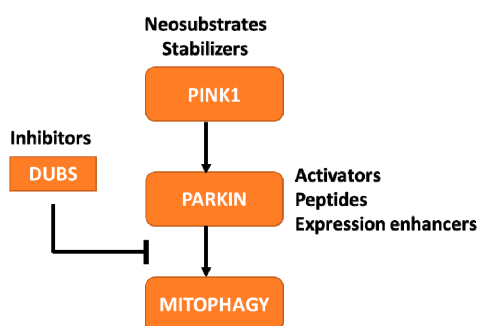 Neosubstrates
Stabilizers
PINK1
Inhibitors
DUBS
PARKIN
Activators
Peptides
Expression enhancers
MITOPHAGY